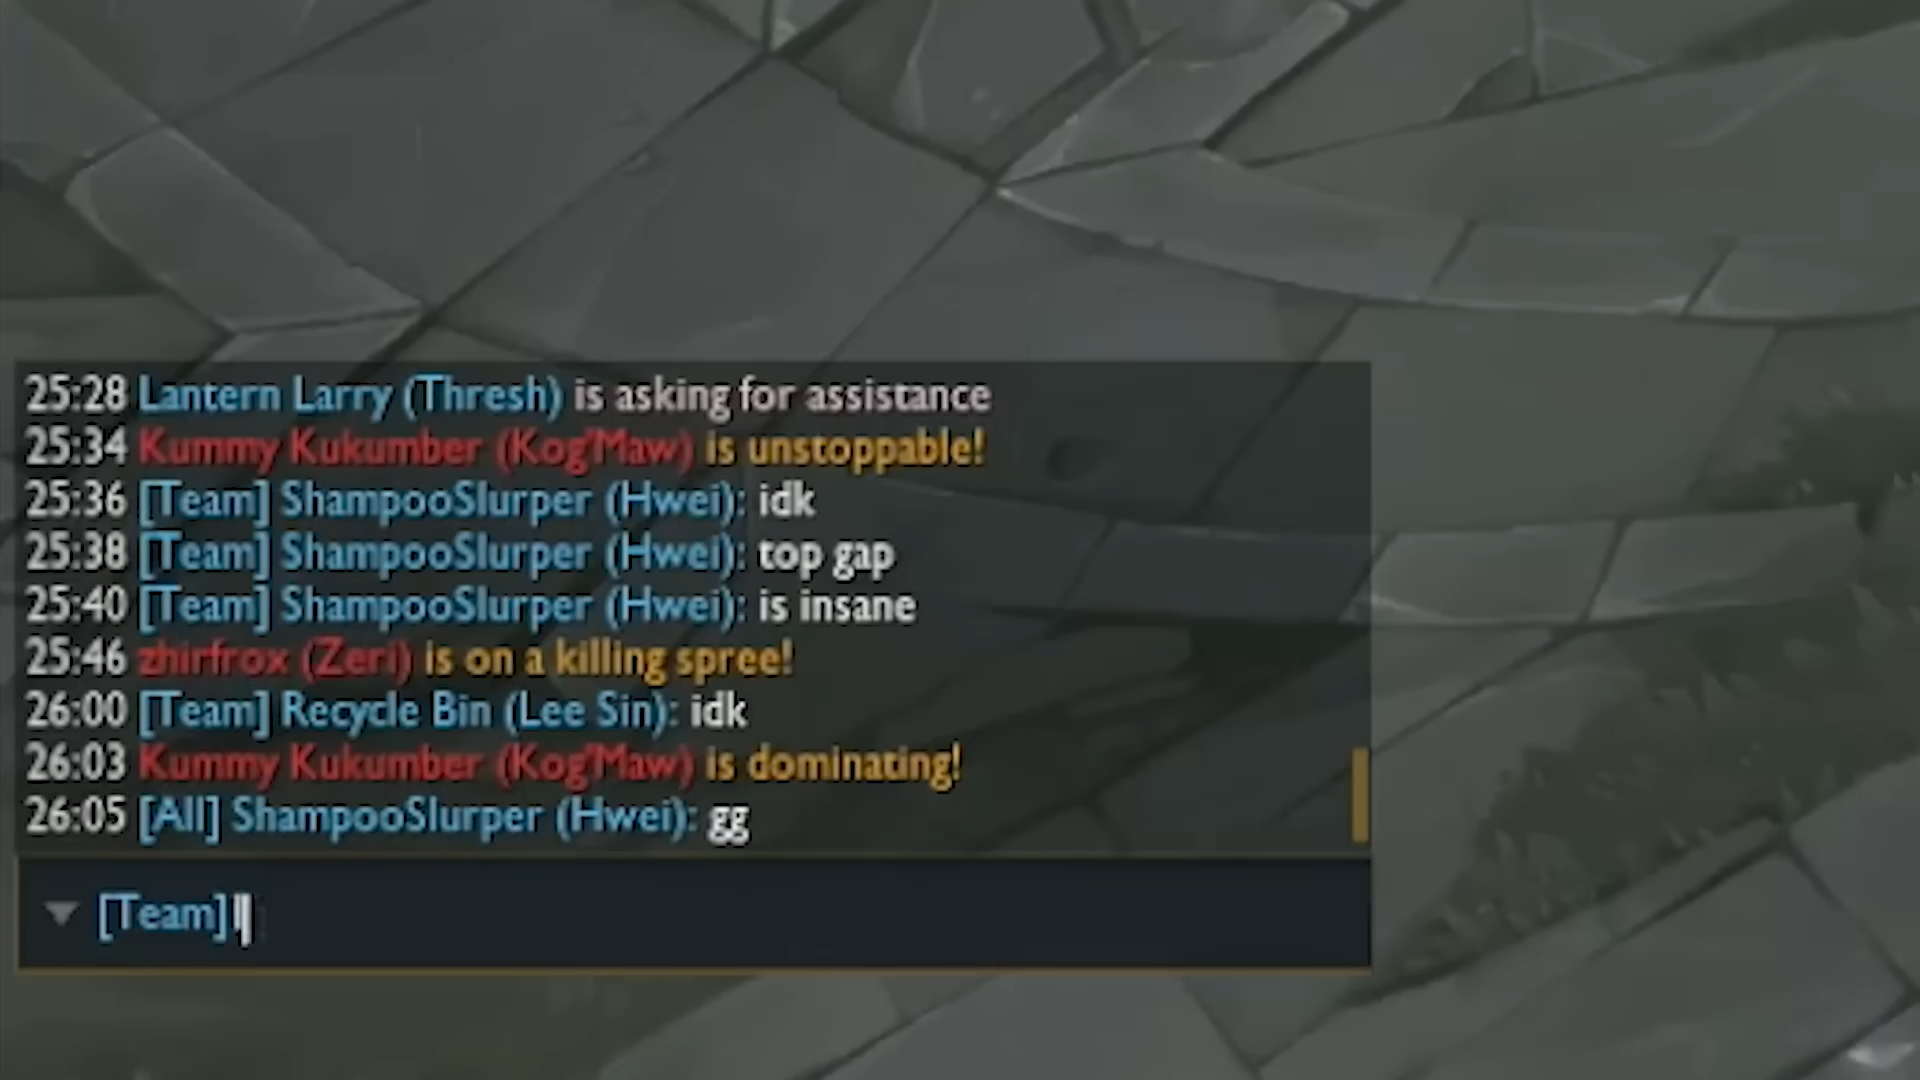 25:28 Lantern Larry (Thresh) is asking for assistance
25:34 Kummy Kukumber (Kog'Maw) is unstoppable!
25:36 [Team] ShampooSlurper (Hwei): idk
25:38 [Team] ShampooSlurper (Hwei): top gap
25:40 [Team] ShampooSlurper (Hwei): is insane
25:46 zhirfrox (Zeri) is on a killing spree!
26:00 [Team] Recycle Bin (Lee Sin): idk
26:03 Kummy Kukumber (Kog'Maw) is dominating!
26:05 [All] ShampooSlurper (Hwei): gg
[Team]